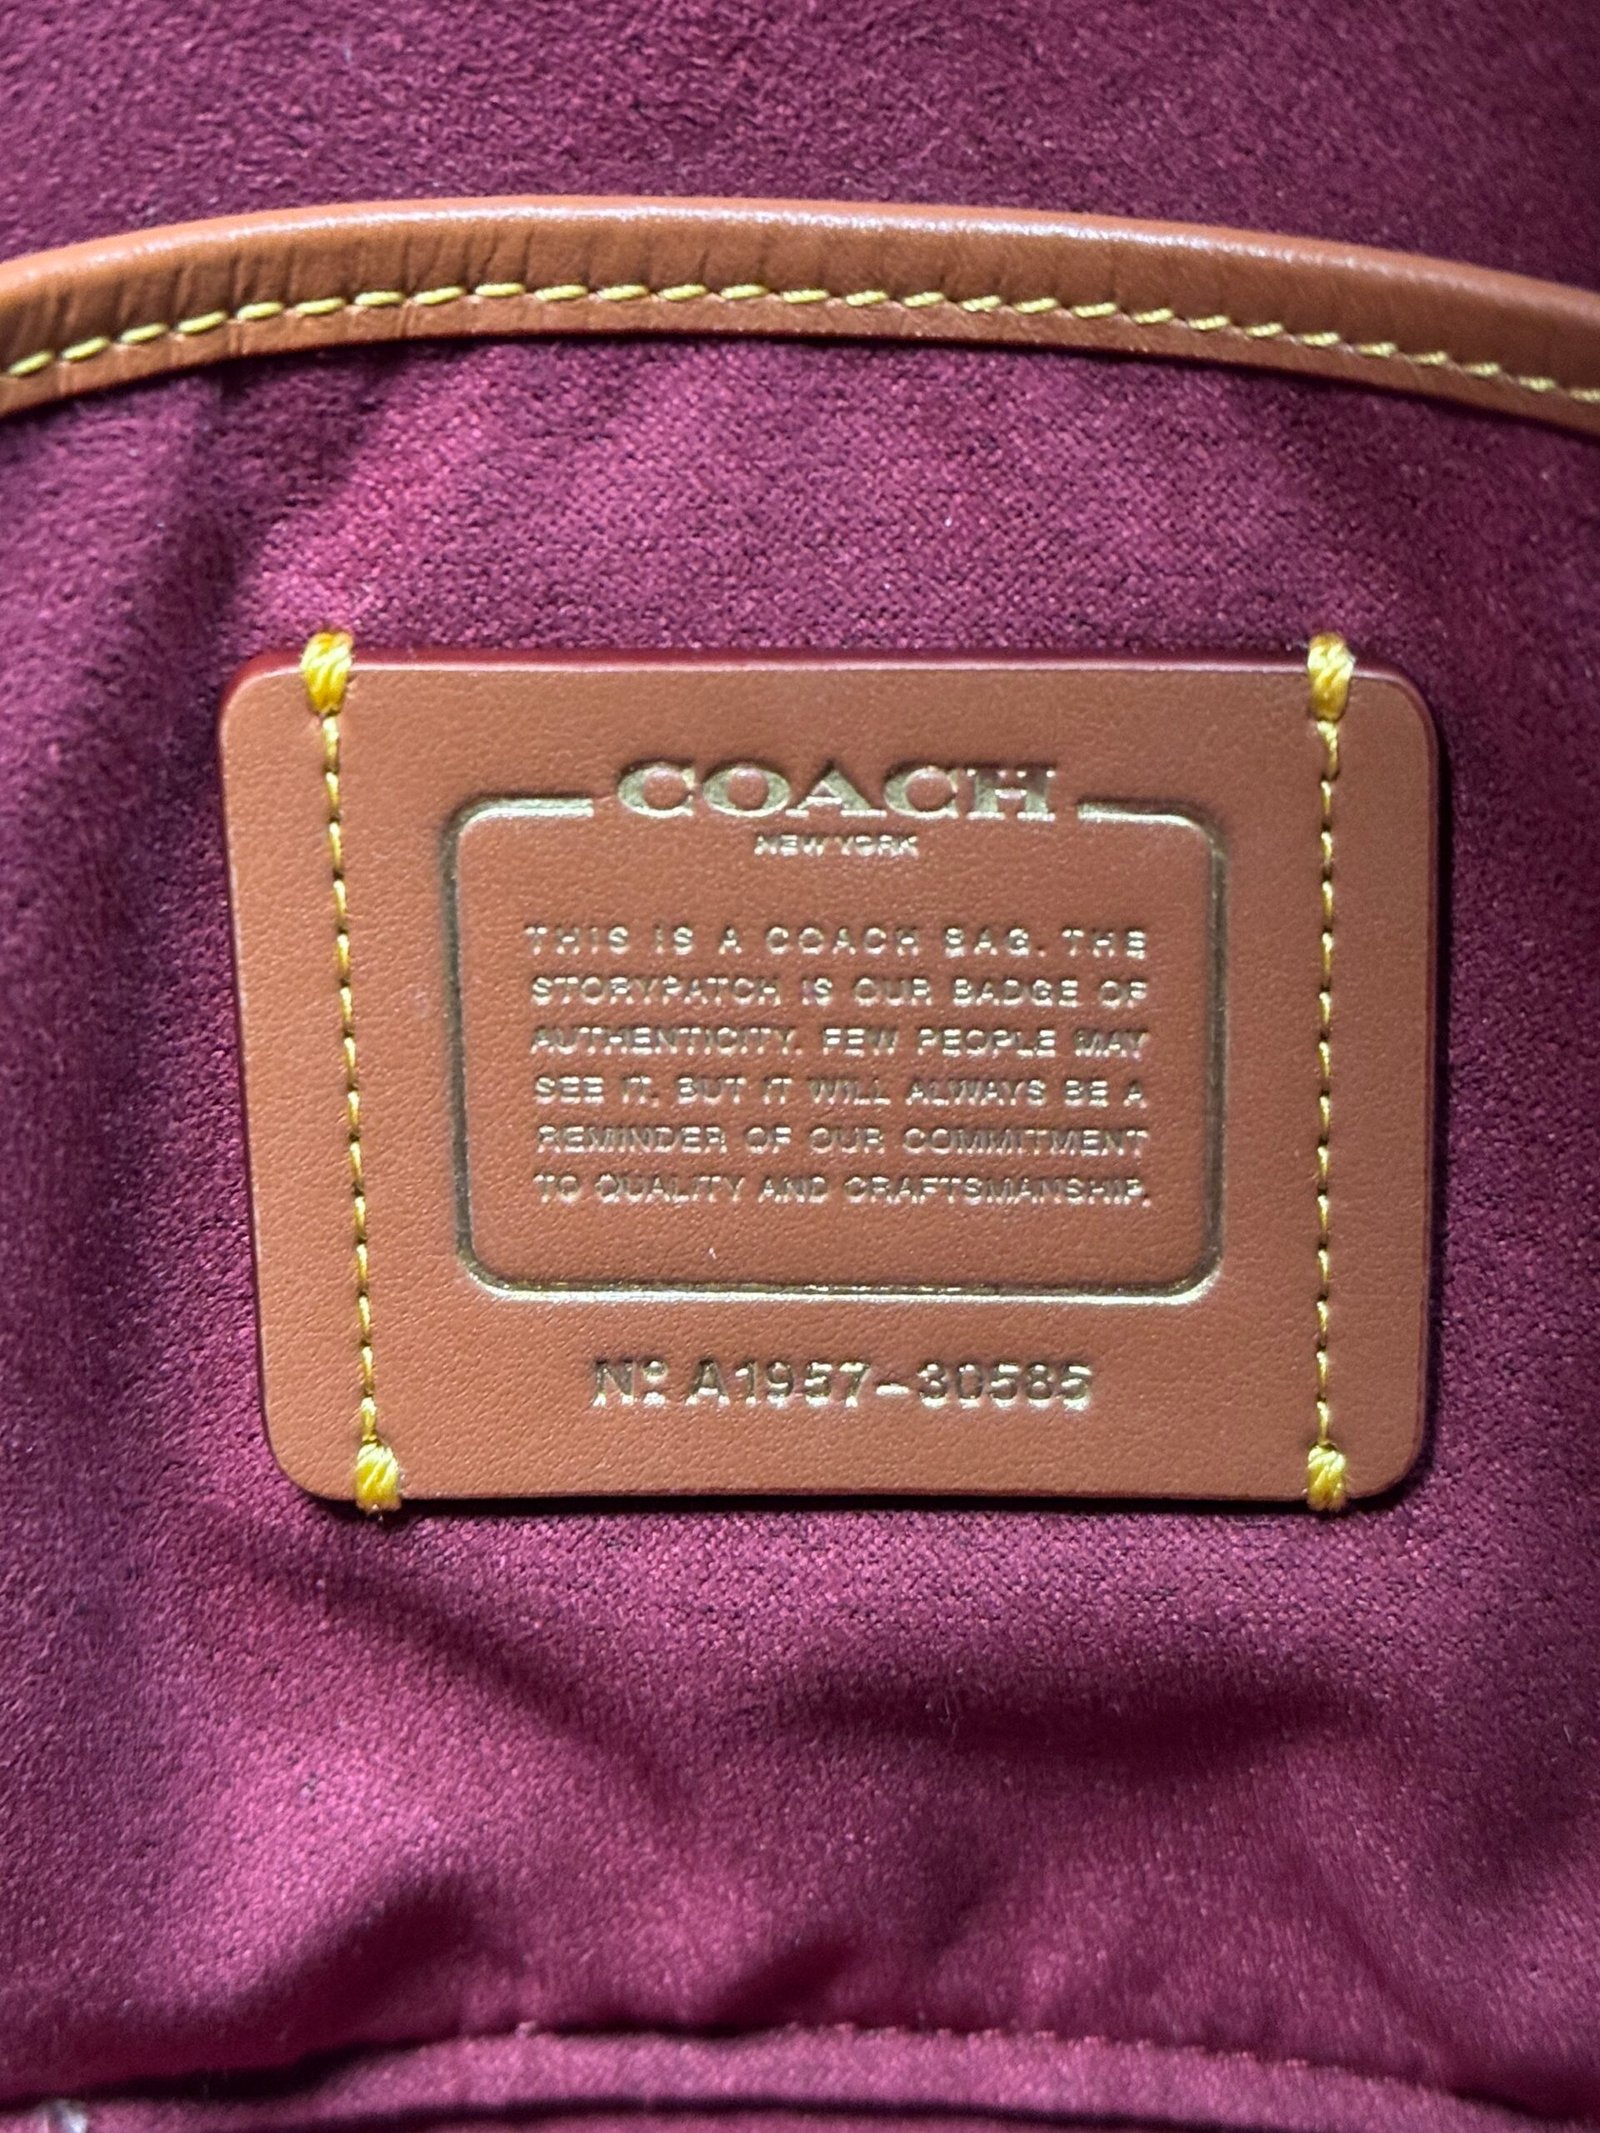 COACH
NEW YORK
THIS IS A COACH BAG. THE
STORYPATCH IS OUR BADGE OF
AUTHENTICITY. FEW PEOPLE MAY
SEE IT, BUT IT WILL ALWAYS BE A
REMINDER OF OUR COMMITMENT
TO QUALITY AND CRAFTSMANSHIP.
Nº A1957-30585